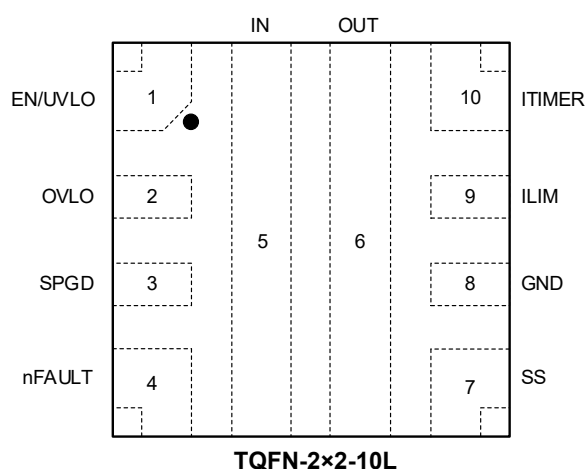 IN OUT
EN/UVLO 1 10 ITIMER
OVLO 2 9 ILIM
5 6
SPGD 3 8 GND
nFAULT 4 7 SS
TQFN-2×2-10L